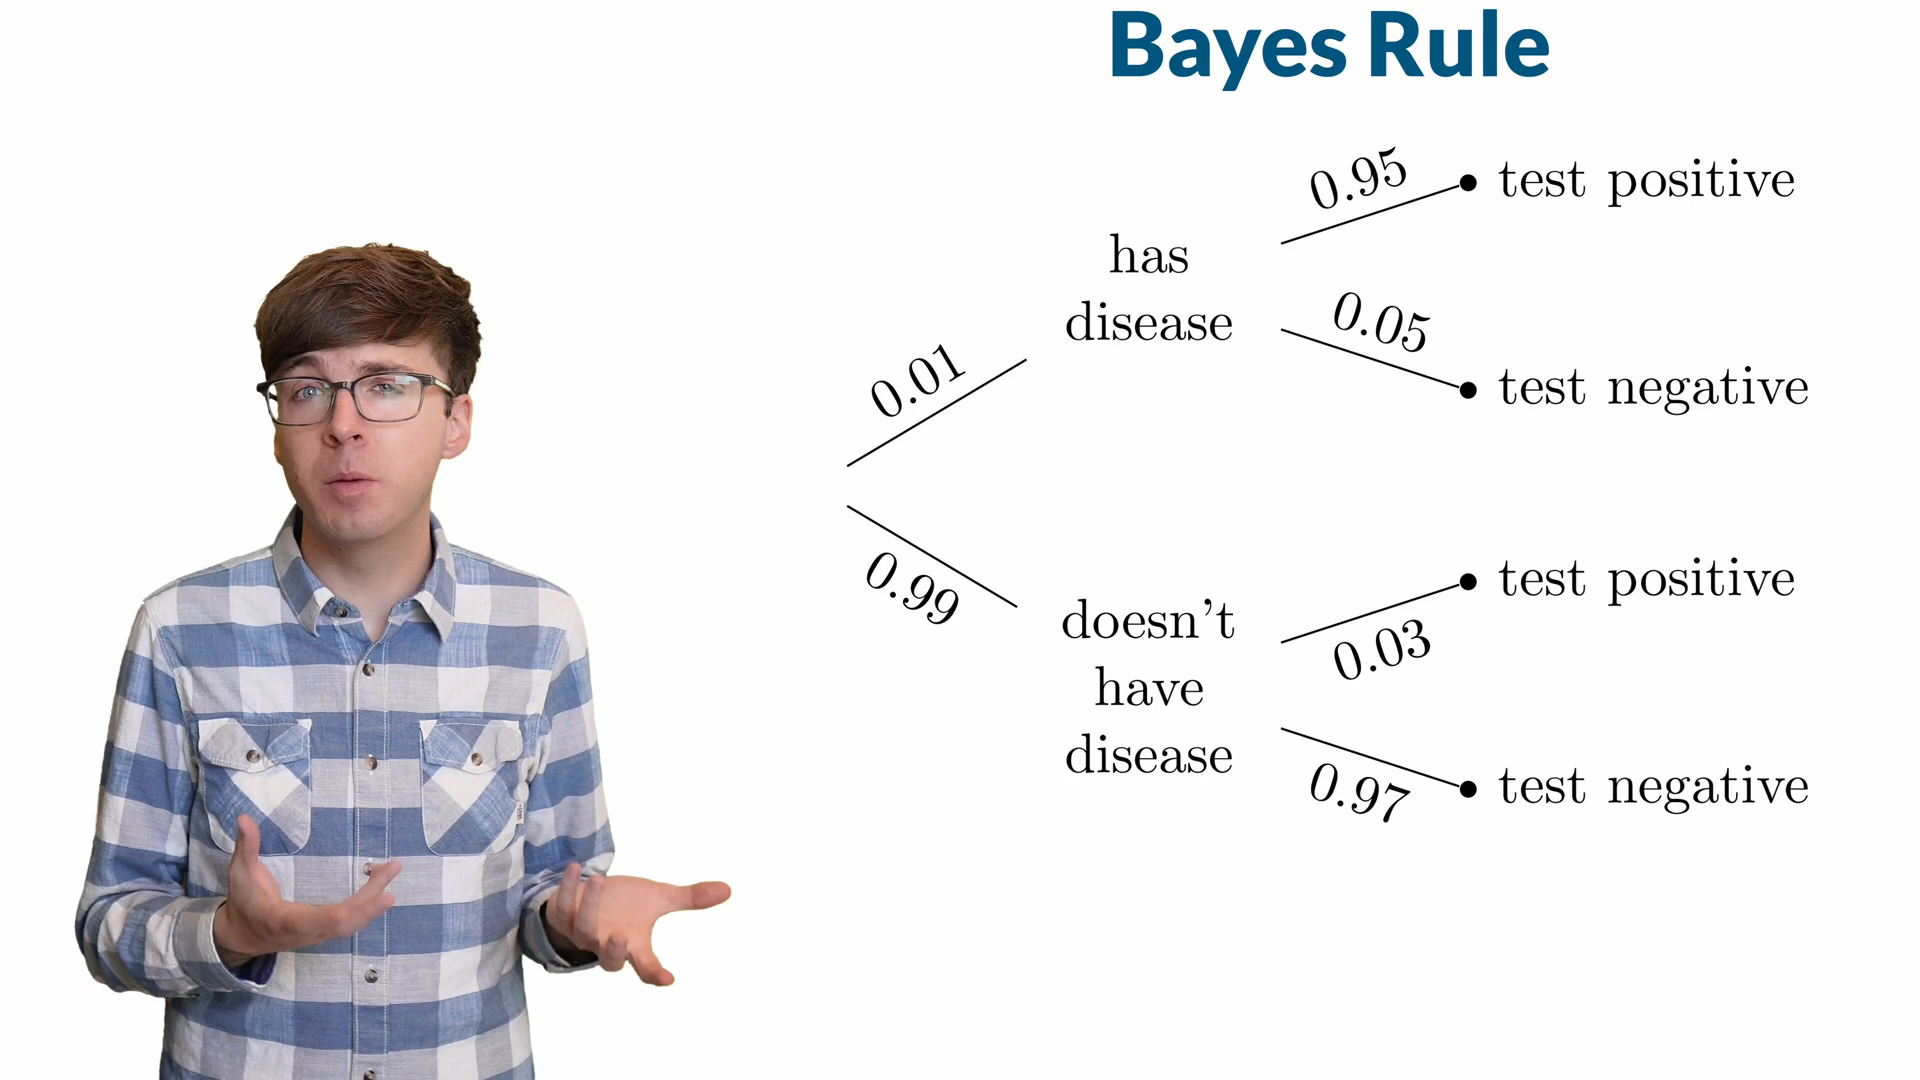 Bayes Rule
0.95
test positive
has
disease
0.05
test negative
0.01
0.99
doesn't
have
disease
test positive
0.03
0.97
test negative